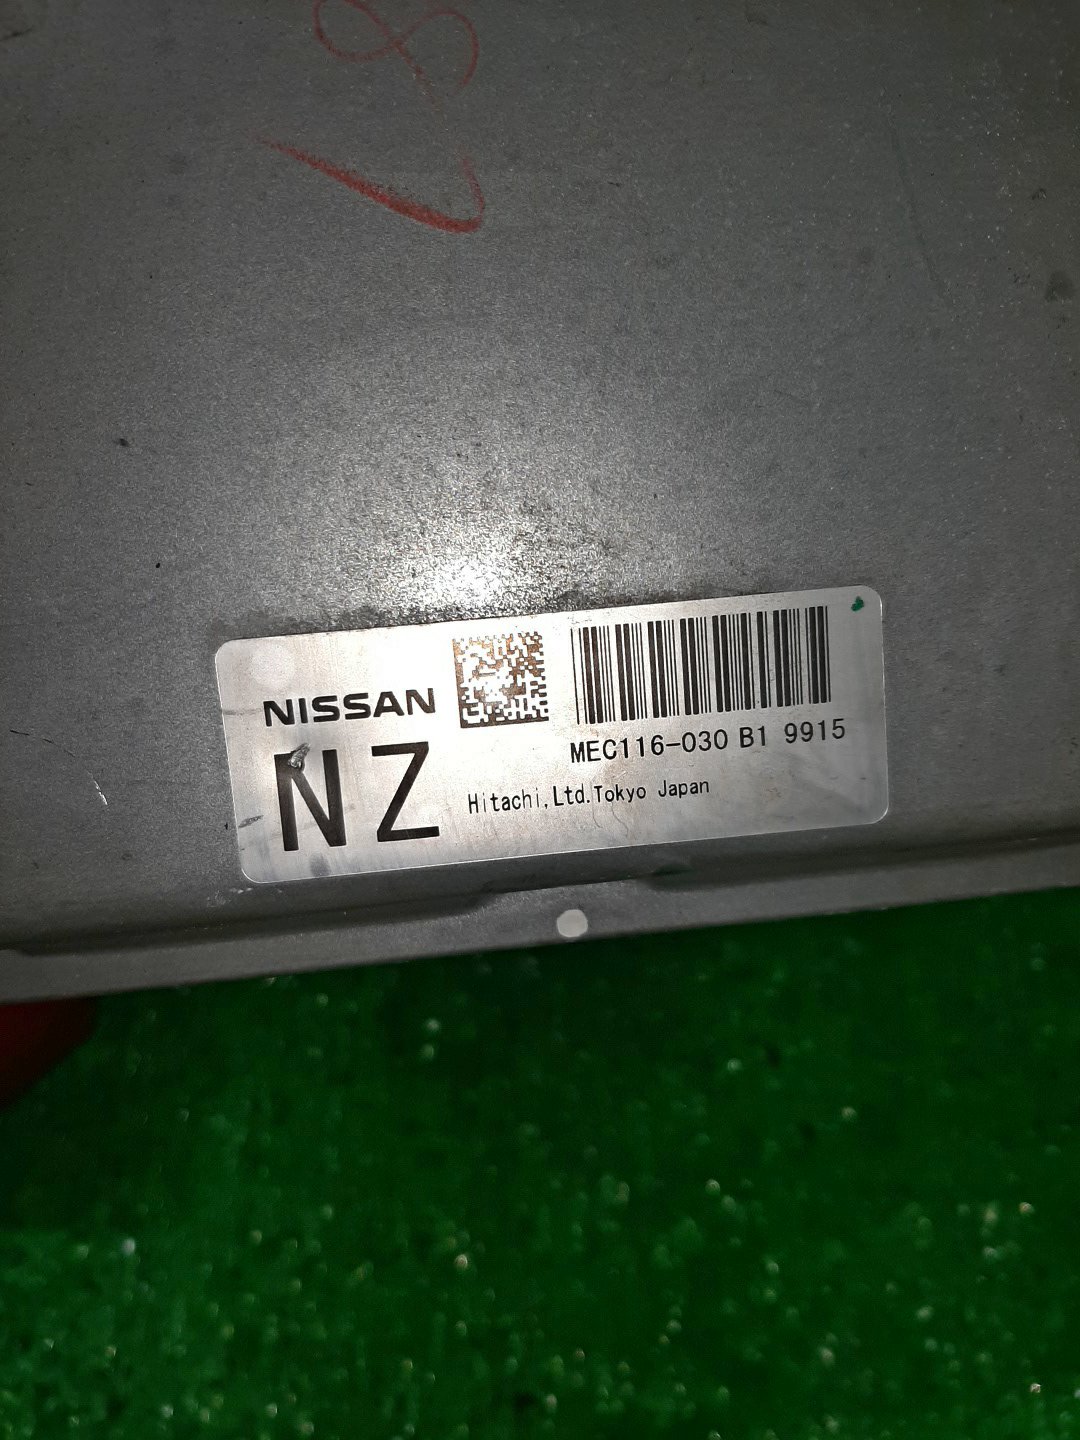 NISSAN
NZ
MEC116-030 B1 9915
Hitachi,Ltd.Tokyo Japan